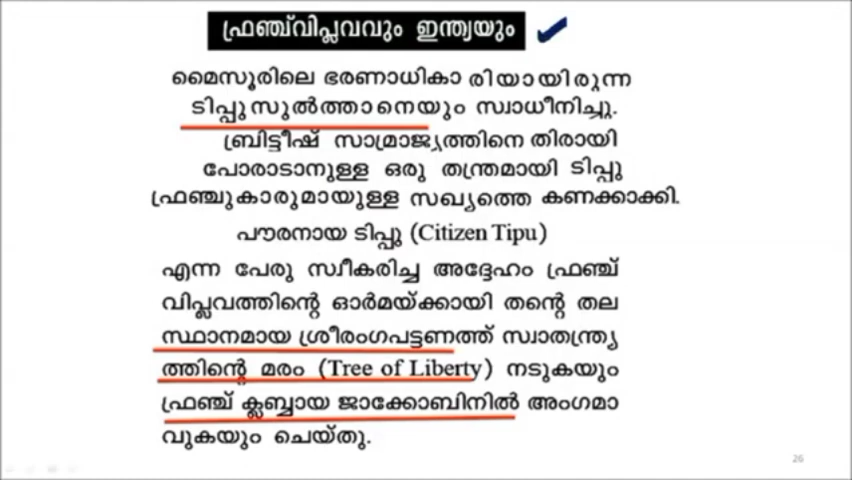 ഫ്രഞ്ച്‌വിപ്ലവവും ഇന്ത്യയും
മൈസൂരിലെ ഭരണാധികാ രിയായിരുന്ന
ടിപ്പുസുൽത്താനെയും സ്വാധീനിച്ചു.
ബ്രിട്ടീഷ് സാമ്രാജ്യത്തിനെ തിരായി
പോരാടാനുള്ള ഒരു തന്ത്രമായി ടിപ്പു
ഫ്രഞ്ചുകാരുമായുള്ള സഖ്യത്തെ കണക്കാക്കി.
പൗരനായ ടിപ്പു (Citizen Tipu)
എന്ന പേരു സ്വീകരിച്ച അദ്ദേഹം ഫ്രഞ്ച്
വിപ്ലവത്തിന്റെ ഓർമയ്ക്കായി തന്റെ തല
സ്ഥാനമായ ശ്രീരംഗപട്ടണത്ത് സ്വാതന്ത്ര്യ
ത്തിന്റെ മരം (Tree of Liberty) നടുകയും
ഫ്രഞ്ച് ക്ലബ്ബായ ജാക്കോബിനിൽ അംഗമാ
വുകയും ചെയ്തു.
26